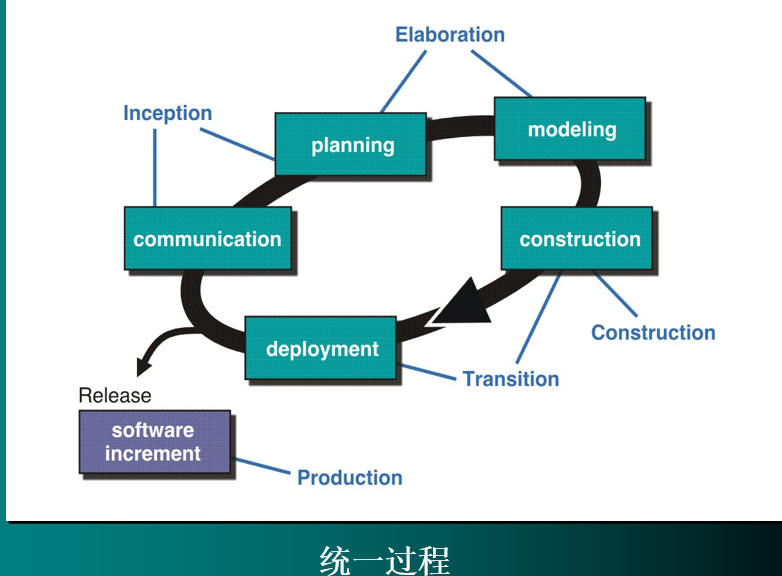 Elaboration
Inception
planning
modeling
communication
construction
deployment
Construction
Transition
Release
software
increment
Production
统一过程